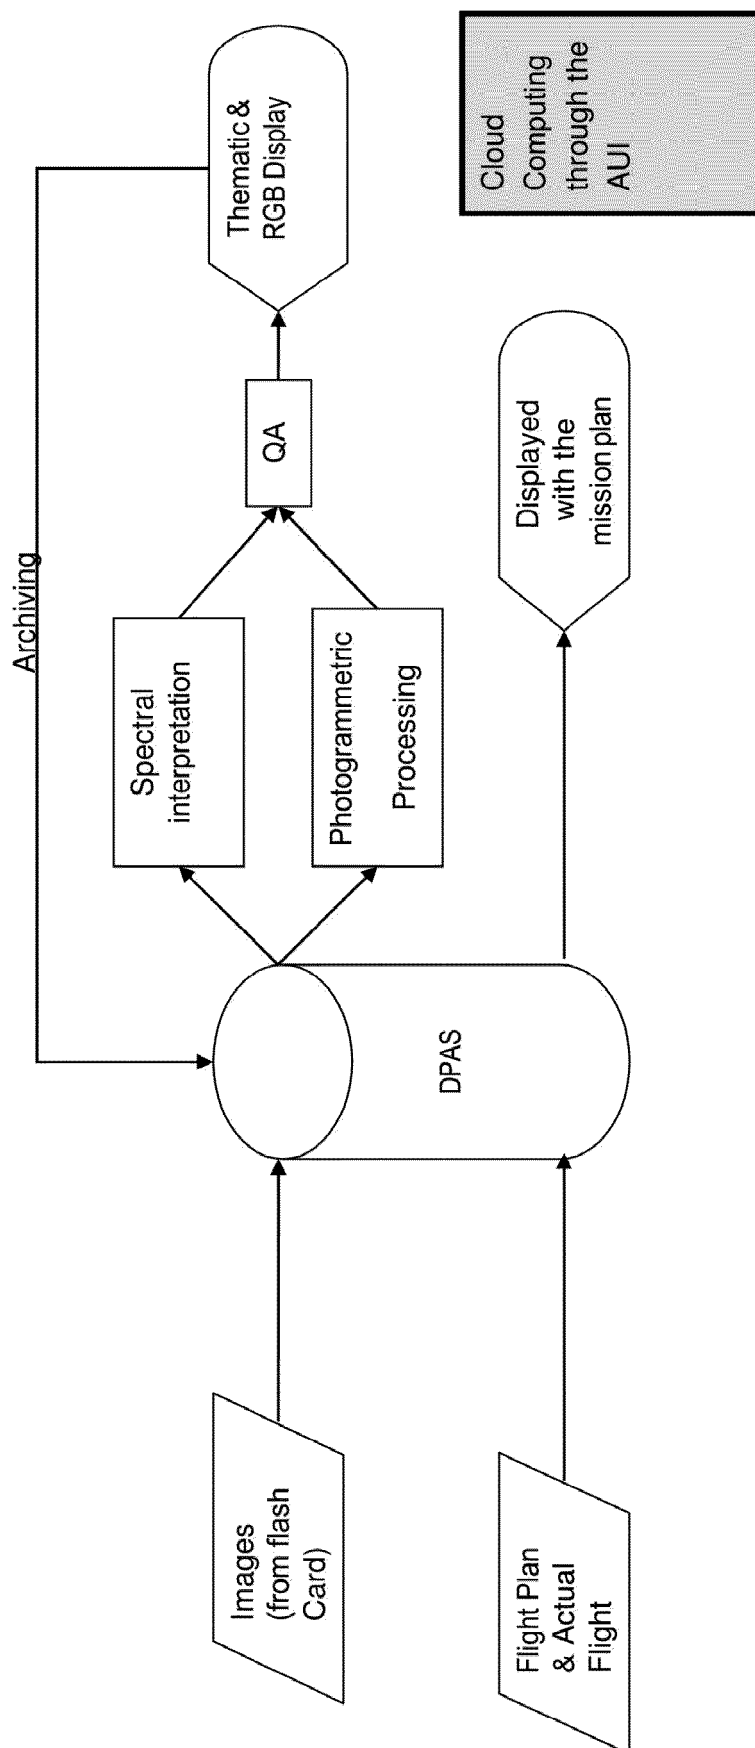 Archiving
Images
(from flash
Card)
Spectral
interpretation
Photogrammetric
Processing
QA
Thematic &
RGB Display
DPAS
Flight Plan
& Actual
Flight
Displayed
with the
mission plan
Cloud
Computing
through the
AUI